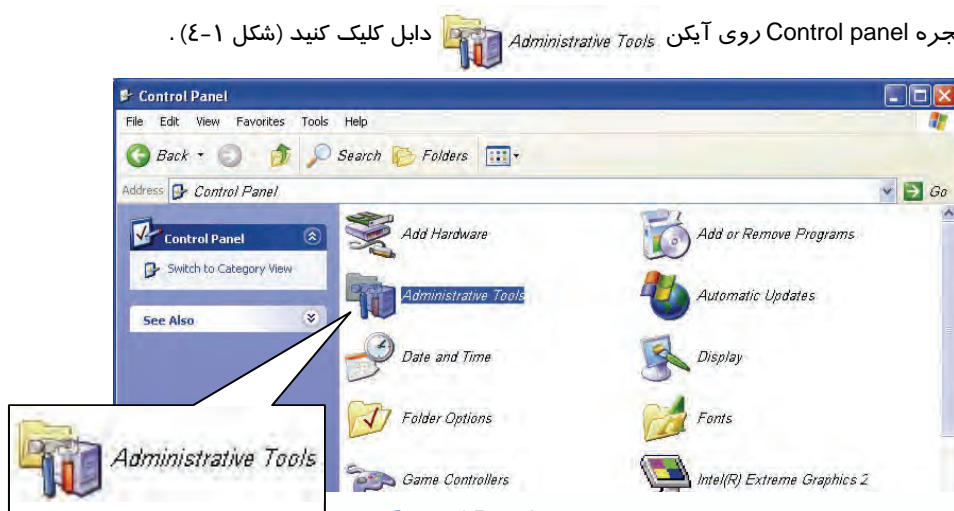 جره Control panel روی آیکن Administrative Tools دابل کلیک کنید (شکل ۱-٤) .
Control Panel
File Edit View Favorites Tools Help
Back Search Folders
Address Control Panel Go
Control Panel
Switch to Category View
See Also
Add Hardware
Add or Remove Programs
Administrative Tools
Automatic Updates
Date and Time
Display
Folder Options
Fonts
Game Controllers
Intel(R) Extreme Graphics 2
Administrative Tools